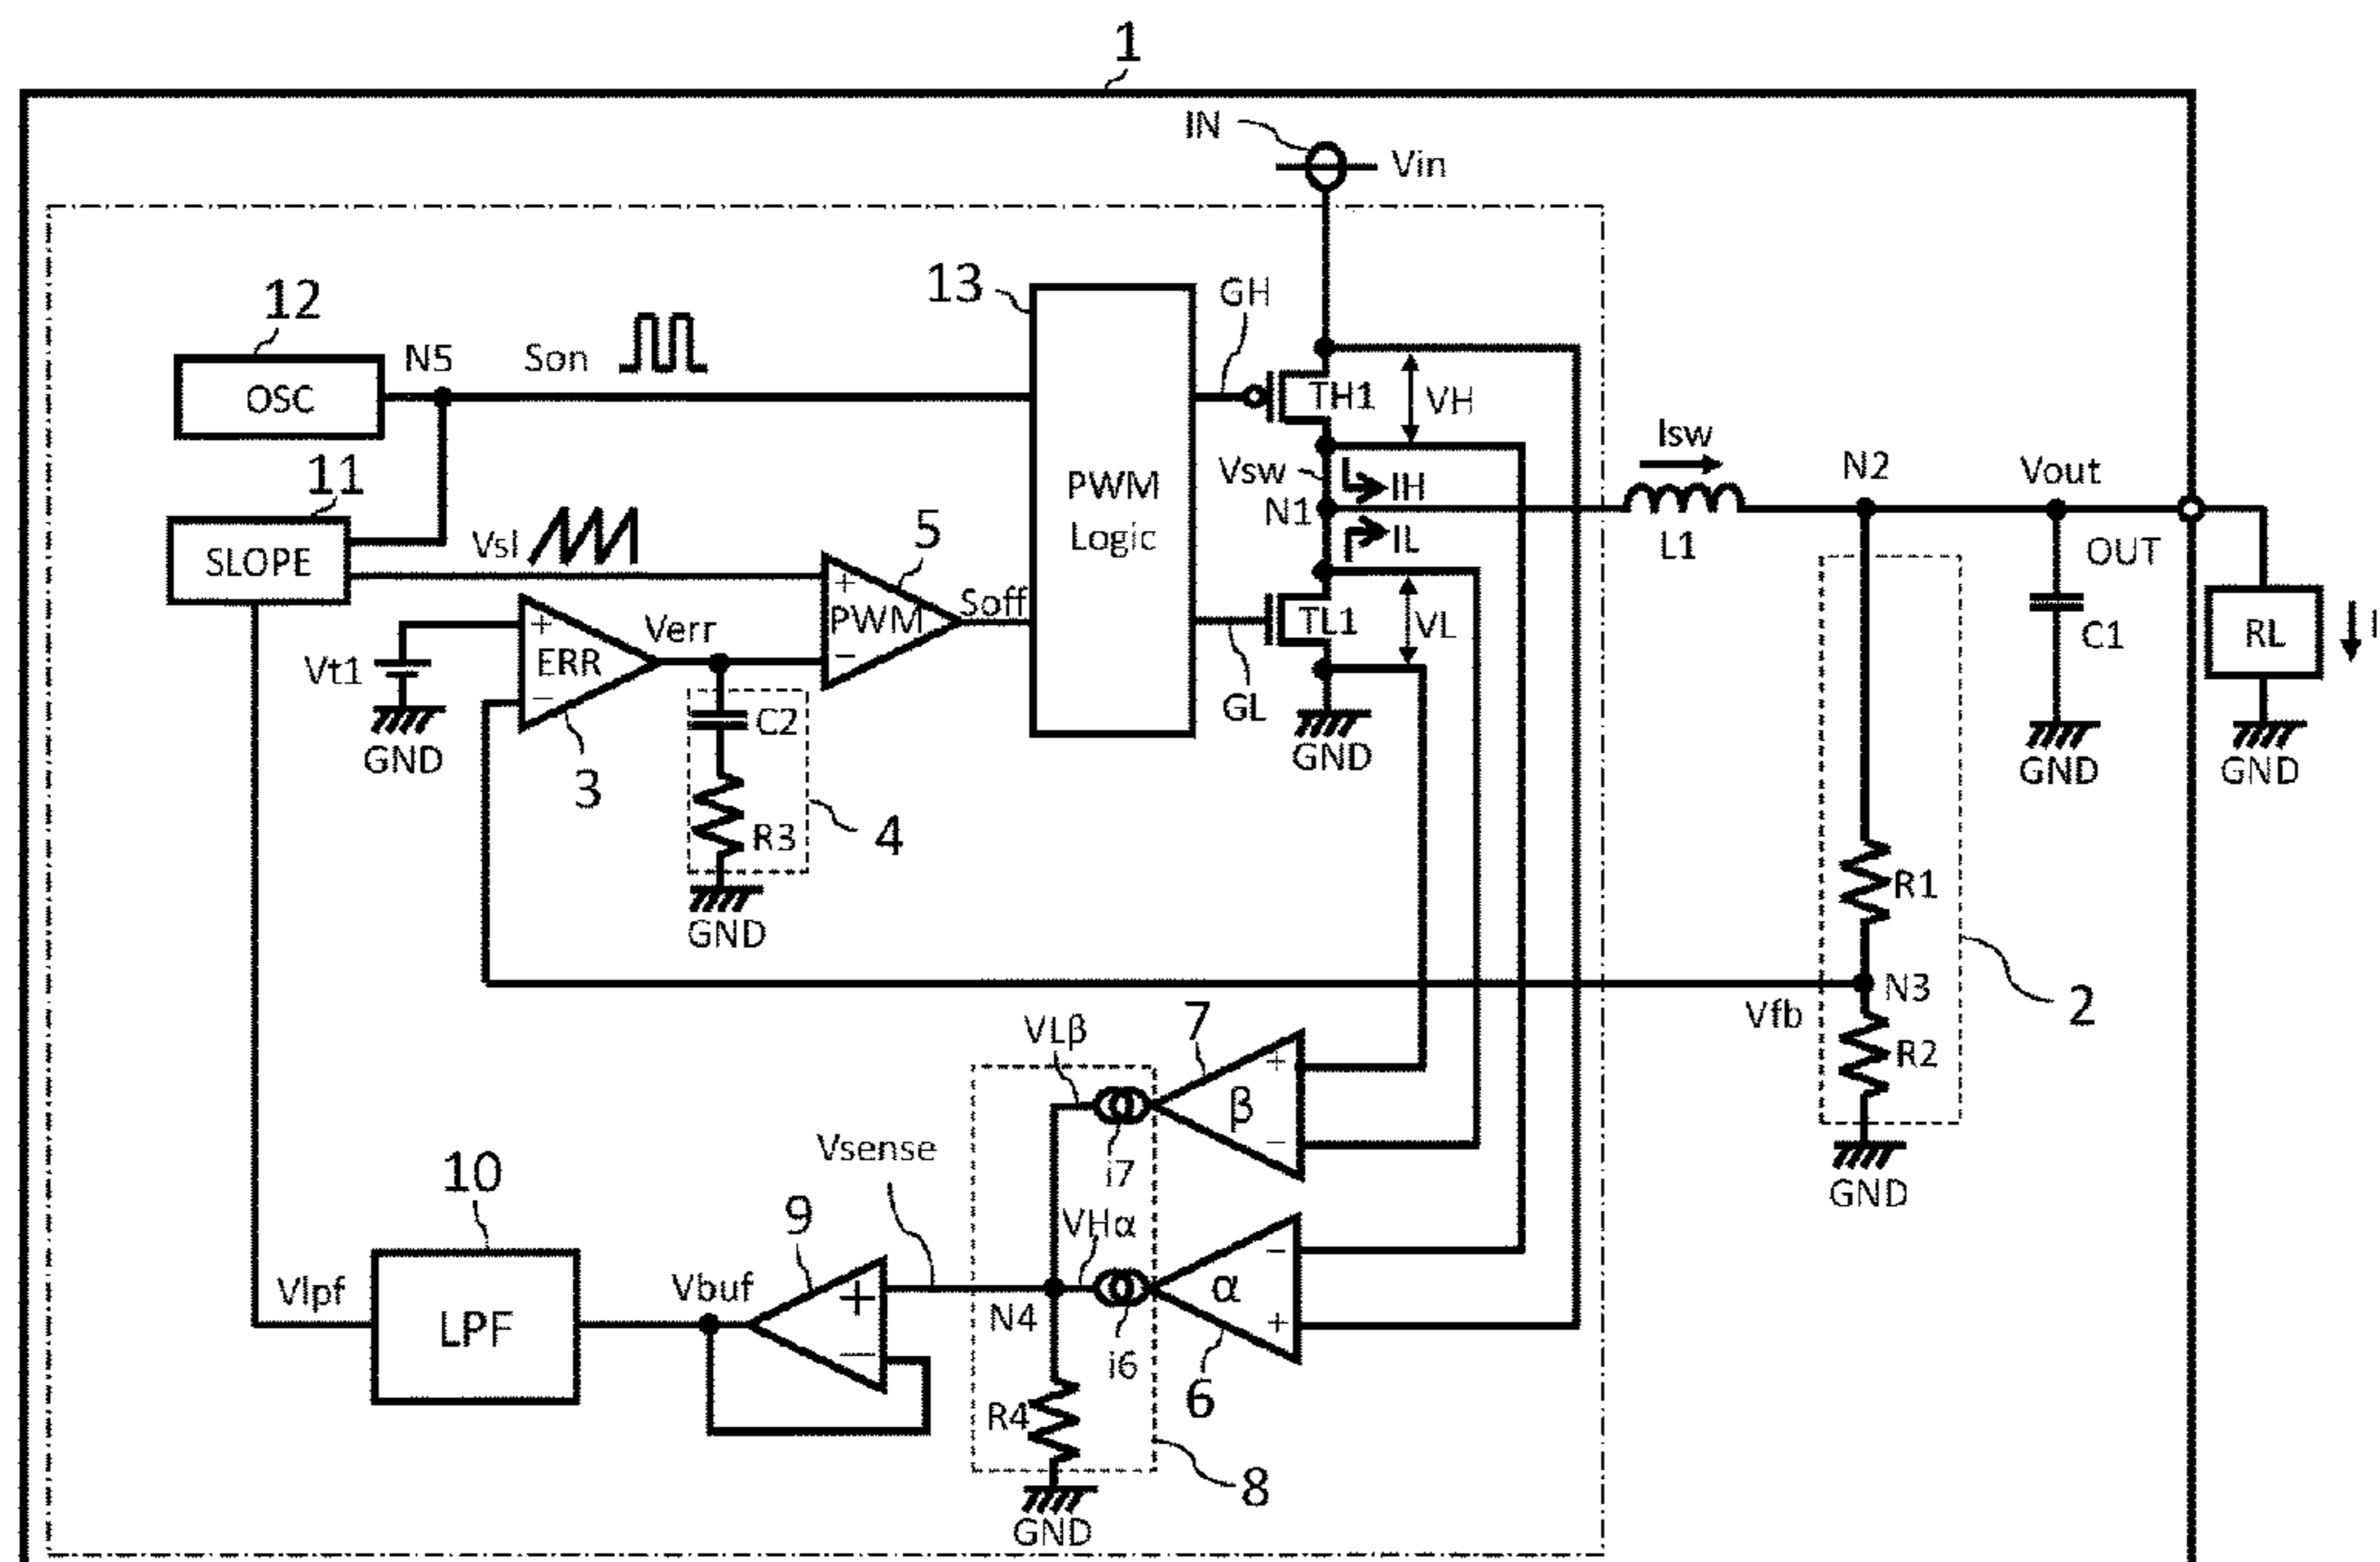 1
IN
Vin
12
OSC
N5
Son
13
PWM
Logic
GH
TH1
VH
Vsw
IH
N1
IL
Isw
L1
N2
Vout
OUT
11
SLOPE
Vsl
5
+
PWM
−
Soff
GL
TL1
VL
GND
C1
GND
RL
I
GND
Vt1
GND
+
ERR
−
3
Verr
C2
R3
4
GND
R1
N3
Vfb
R2
2
GND
VLβ
7
+
β
−
i7
Vsense
VHα
−
α
+
i6
6
N4
R4
8
GND
9
+
−
Vbuf
10
LPF
Vlpf